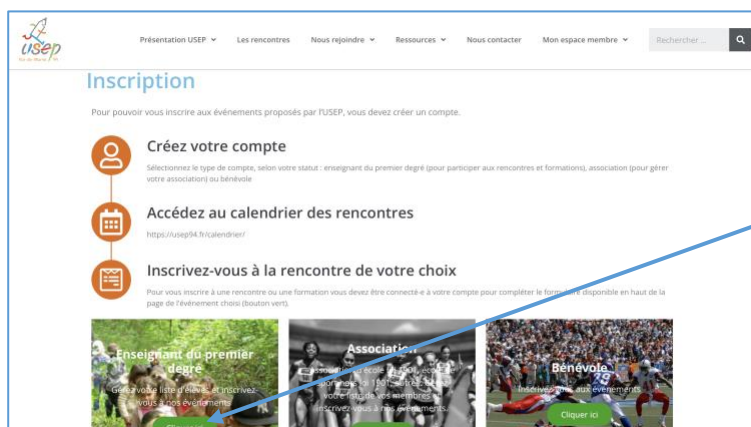 usep
Val de Marne 94
Présentation USEP
Les rencontres
Nous rejoindre
Ressources
Nous contacter
Mon espace membre
Rechercher ...
Inscription
Pour pouvoir vous inscrire aux événements proposés par l'USEP, vous devez créer un compte.
Créez votre compte
Sélectionnez le type de compte, selon votre statut : enseignant du premier degré (pour participer aux rencontres et formations), association (pour gérer
votre association) ou bénévole
Accédez au calendrier des rencontres
https://usep94.fr/calendrier/
Inscrivez-vous à la rencontre de votre choix
Pour vous inscrire à une rencontre ou une formation vous devez être connecté·e à votre compte pour compléter le formulaire disponible en haut de la
page de l'événement choisi (bouton vert).
Enseignant du premier
degré
Gérez votre liste d'élèves et inscrivez-
vous à nos événements
Association
votre liste de vos membres et
inscrivez-vous à nos événements.
Bénévole
Inscrivez-vous aux événements
Cliquer ici